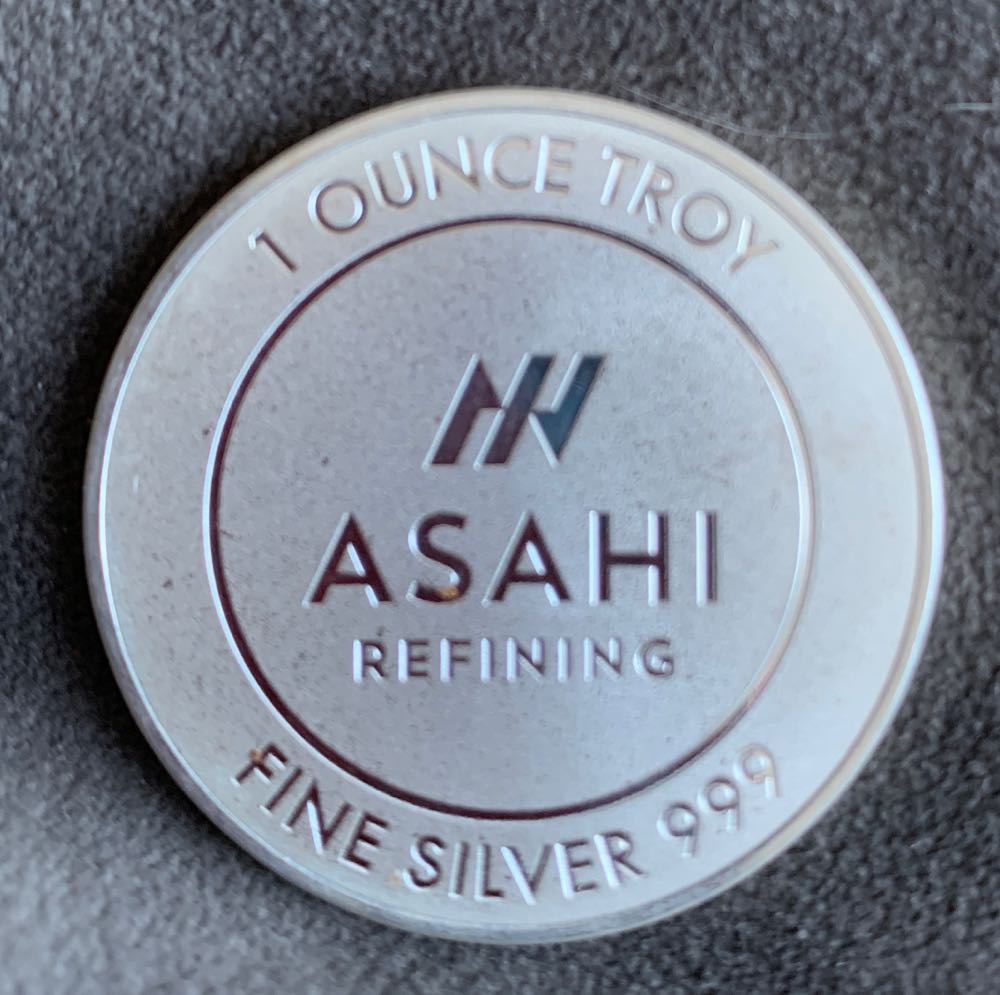 1 OUNCE TROY
ASAHI
REFINING
FINE SILVER 999